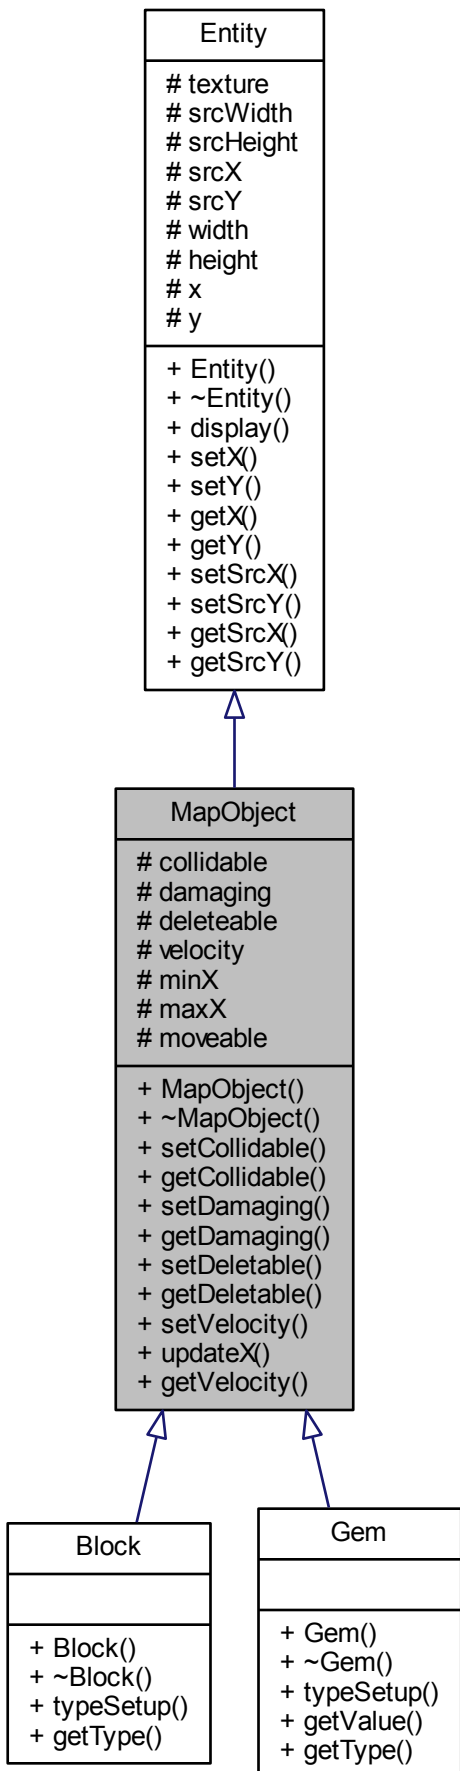 Entity
# texture
# srcWidth
# srcHeight
# srcX
# srcY
# width
# height
# x
# y
+ Entity()
+ ~Entity()
+ display()
+ setX()
+ setY()
+ getX()
+ getY()
+ setSrcX()
+ setSrcY()
+ getSrcX()
+ getSrcY()
MapObject
# collidable
# damaging
# deleteable
# velocity
# minX
# maxX
# moveable
+ MapObject()
+ ~MapObject()
+ setCollidable()
+ getCollidable()
+ setDamaging()
+ getDamaging()
+ setDeletable()
+ getDeletable()
+ setVelocity()
+ updateX()
+ getVelocity()
Block
+ Block()
+ ~Block()
+ typeSetup()
+ getType()
Gem
+ Gem()
+ ~Gem()
+ typeSetup()
+ getValue()
+ getType()